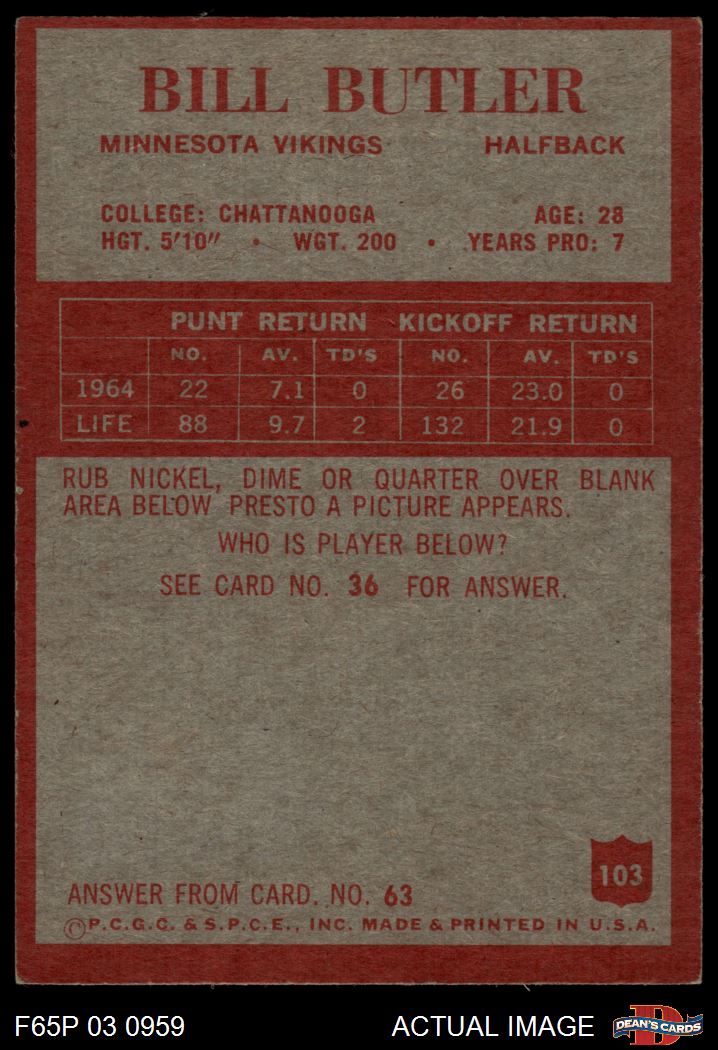 BILL BUTLER
MINNESOTA VIKINGS HALFBACK
COLLEGE: CHATTANOOGA AGE: 28
HGT. 5'10" • WGT. 200 • YEARS PRO: 7
PUNT RETURN KICKOFF RETURN
NO. AV. TD'S NO. AV. TD'S
1964 22 7.1 0 26 23.0 0
LIFE 88 9.7 2 132 21.9 0
RUB NICKEL, DIME OR QUARTER OVER BLANK
AREA BELOW PRESTO A PICTURE APPEARS.
WHO IS PLAYER BELOW?
SEE CARD NO. 36 FOR ANSWER.
103
ANSWER FROM CARD. NO. 63
©P.C.G.C. & S.P.C.E., INC. MADE & PRINTED IN U.S.A.
F65P 03 0959 ACTUAL IMAGE DEAN'S CARDS